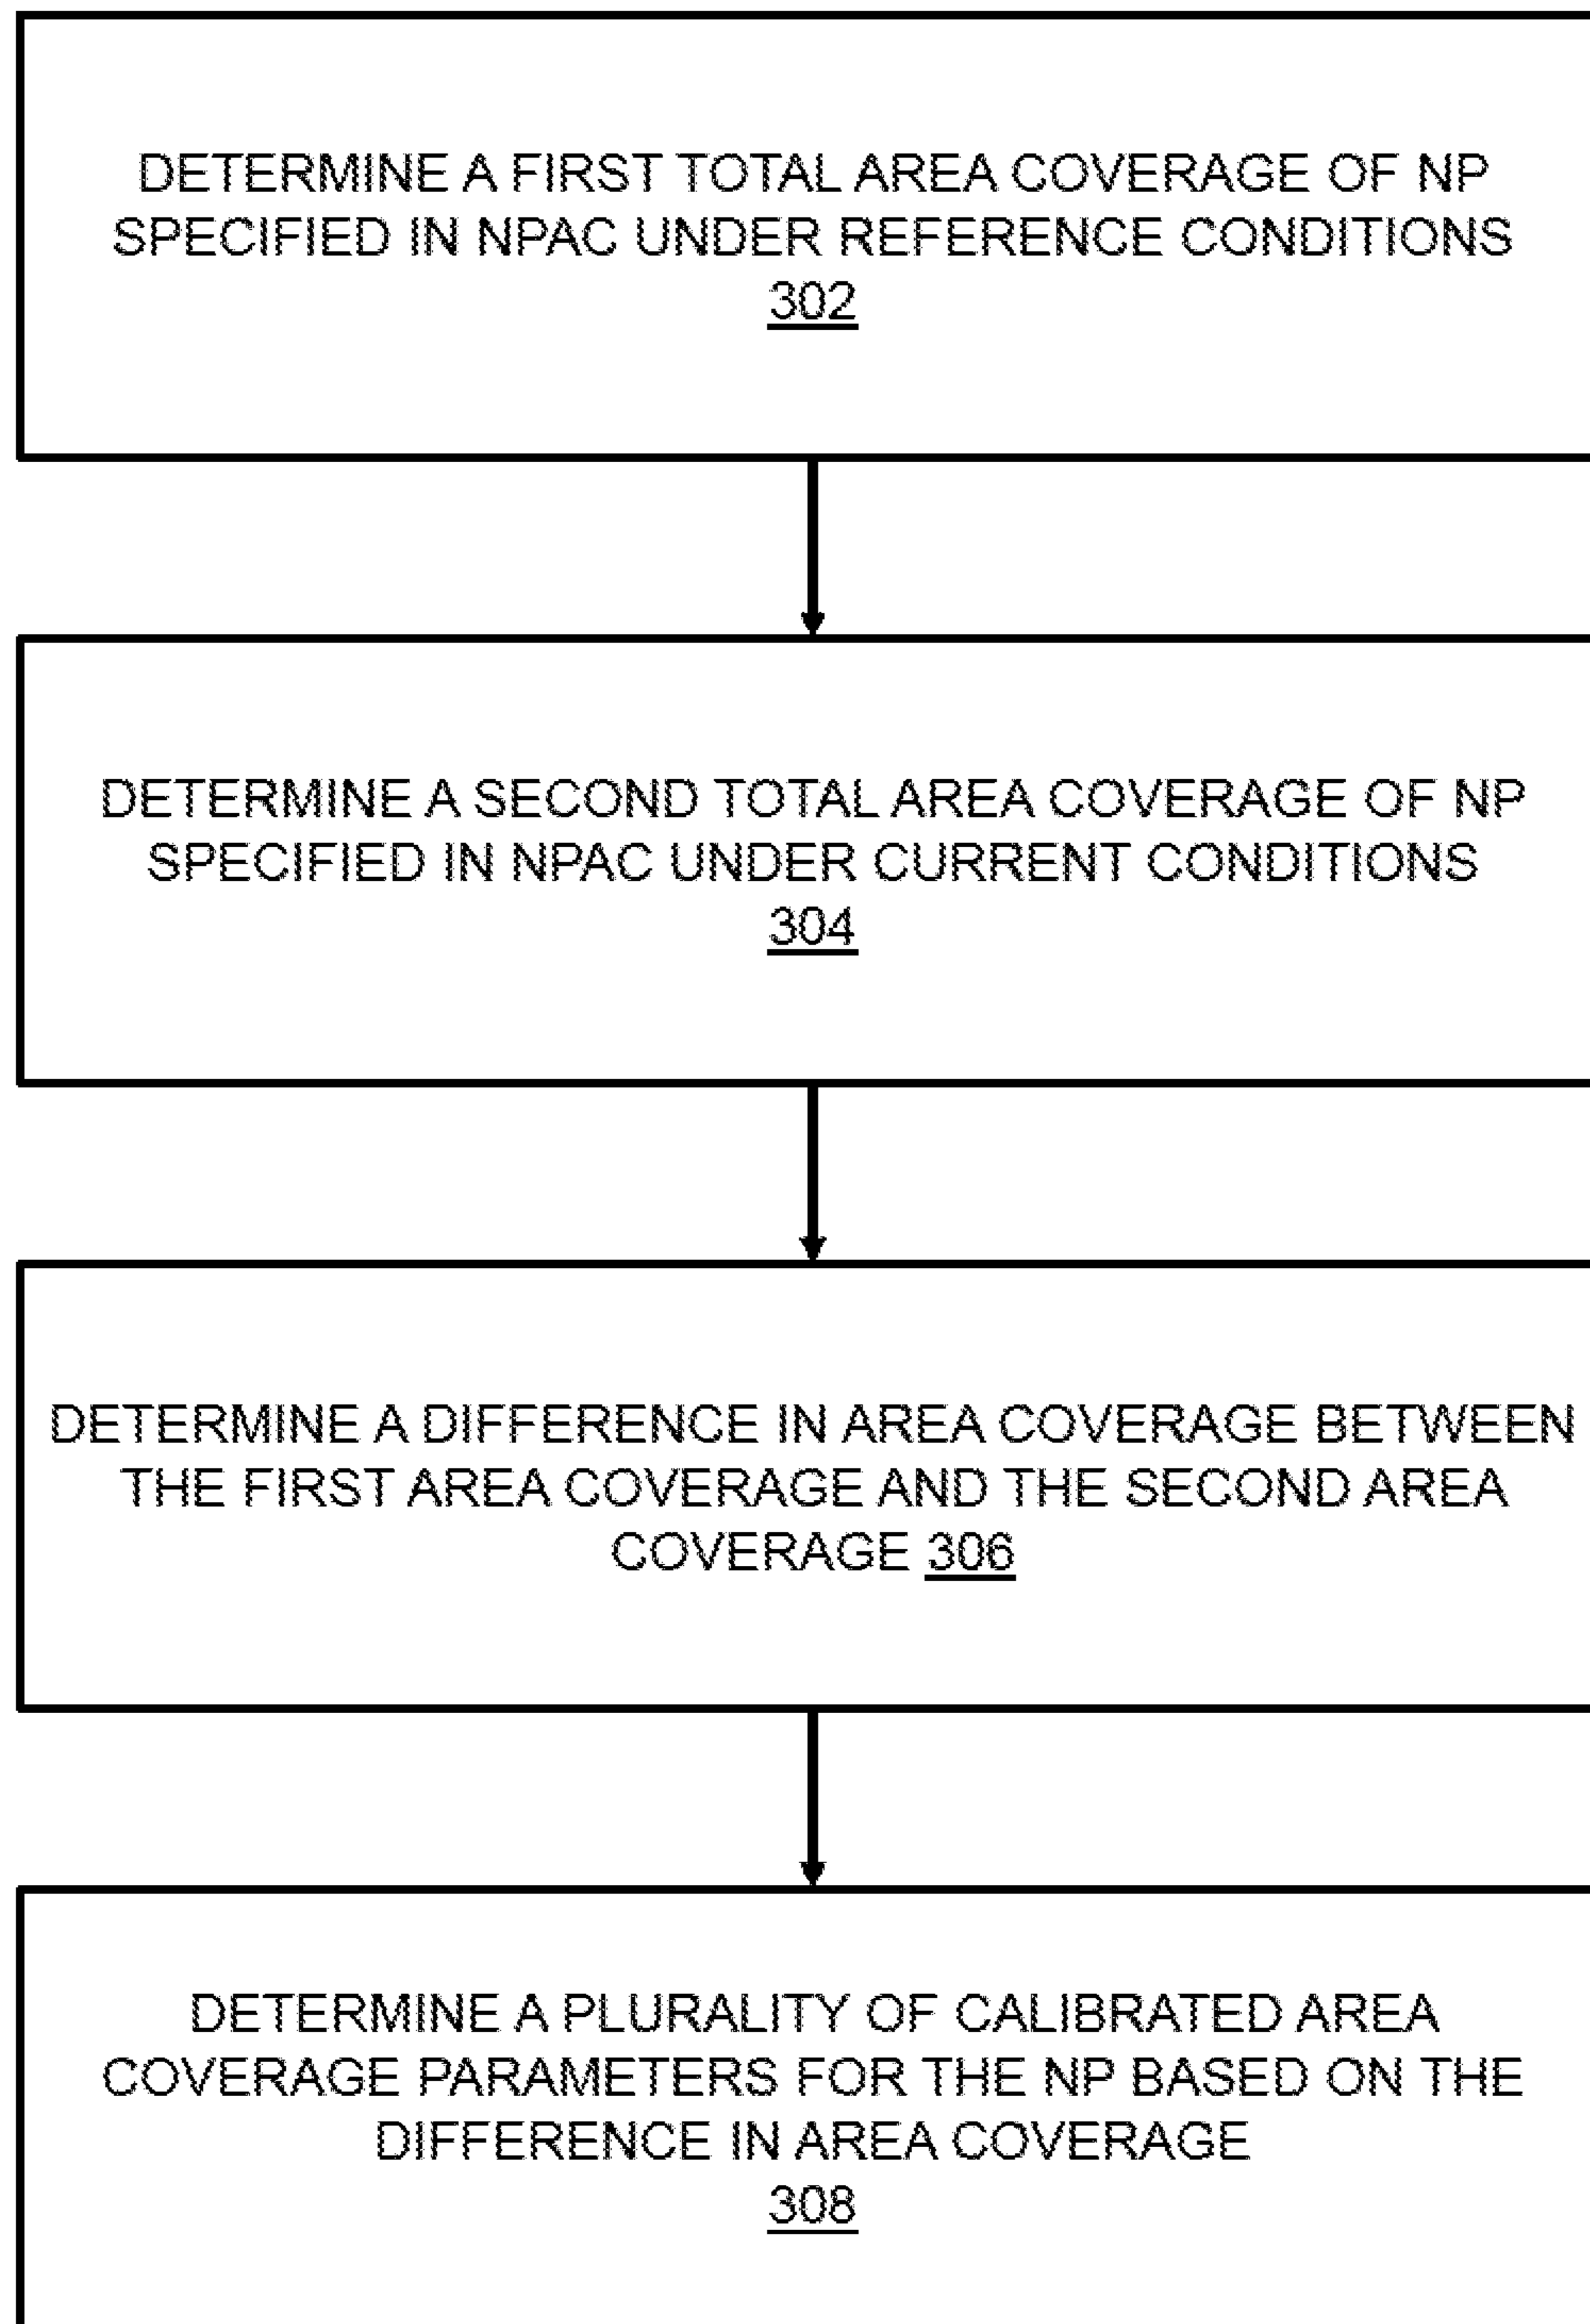 DETERMINE A FIRST TOTAL AREA COVERAGE OF NP
SPECIFIED IN NPAC UNDER REFERENCE CONDITIONS
302
DETERMINE A SECOND TOTAL AREA COVERAGE OF NP
SPECIFIED IN NPAC UNDER CURRENT CONDITIONS
304
DETERMINE A DIFFERENCE IN AREA COVERAGE BETWEEN
THE FIRST AREA COVERAGE AND THE SECOND AREA
COVERAGE 306
DETERMINE A PLURALITY OF CALIBRATED AREA
COVERAGE PARAMETERS FOR THE NP BASED ON THE
DIFFERENCE IN AREA COVERAGE
308